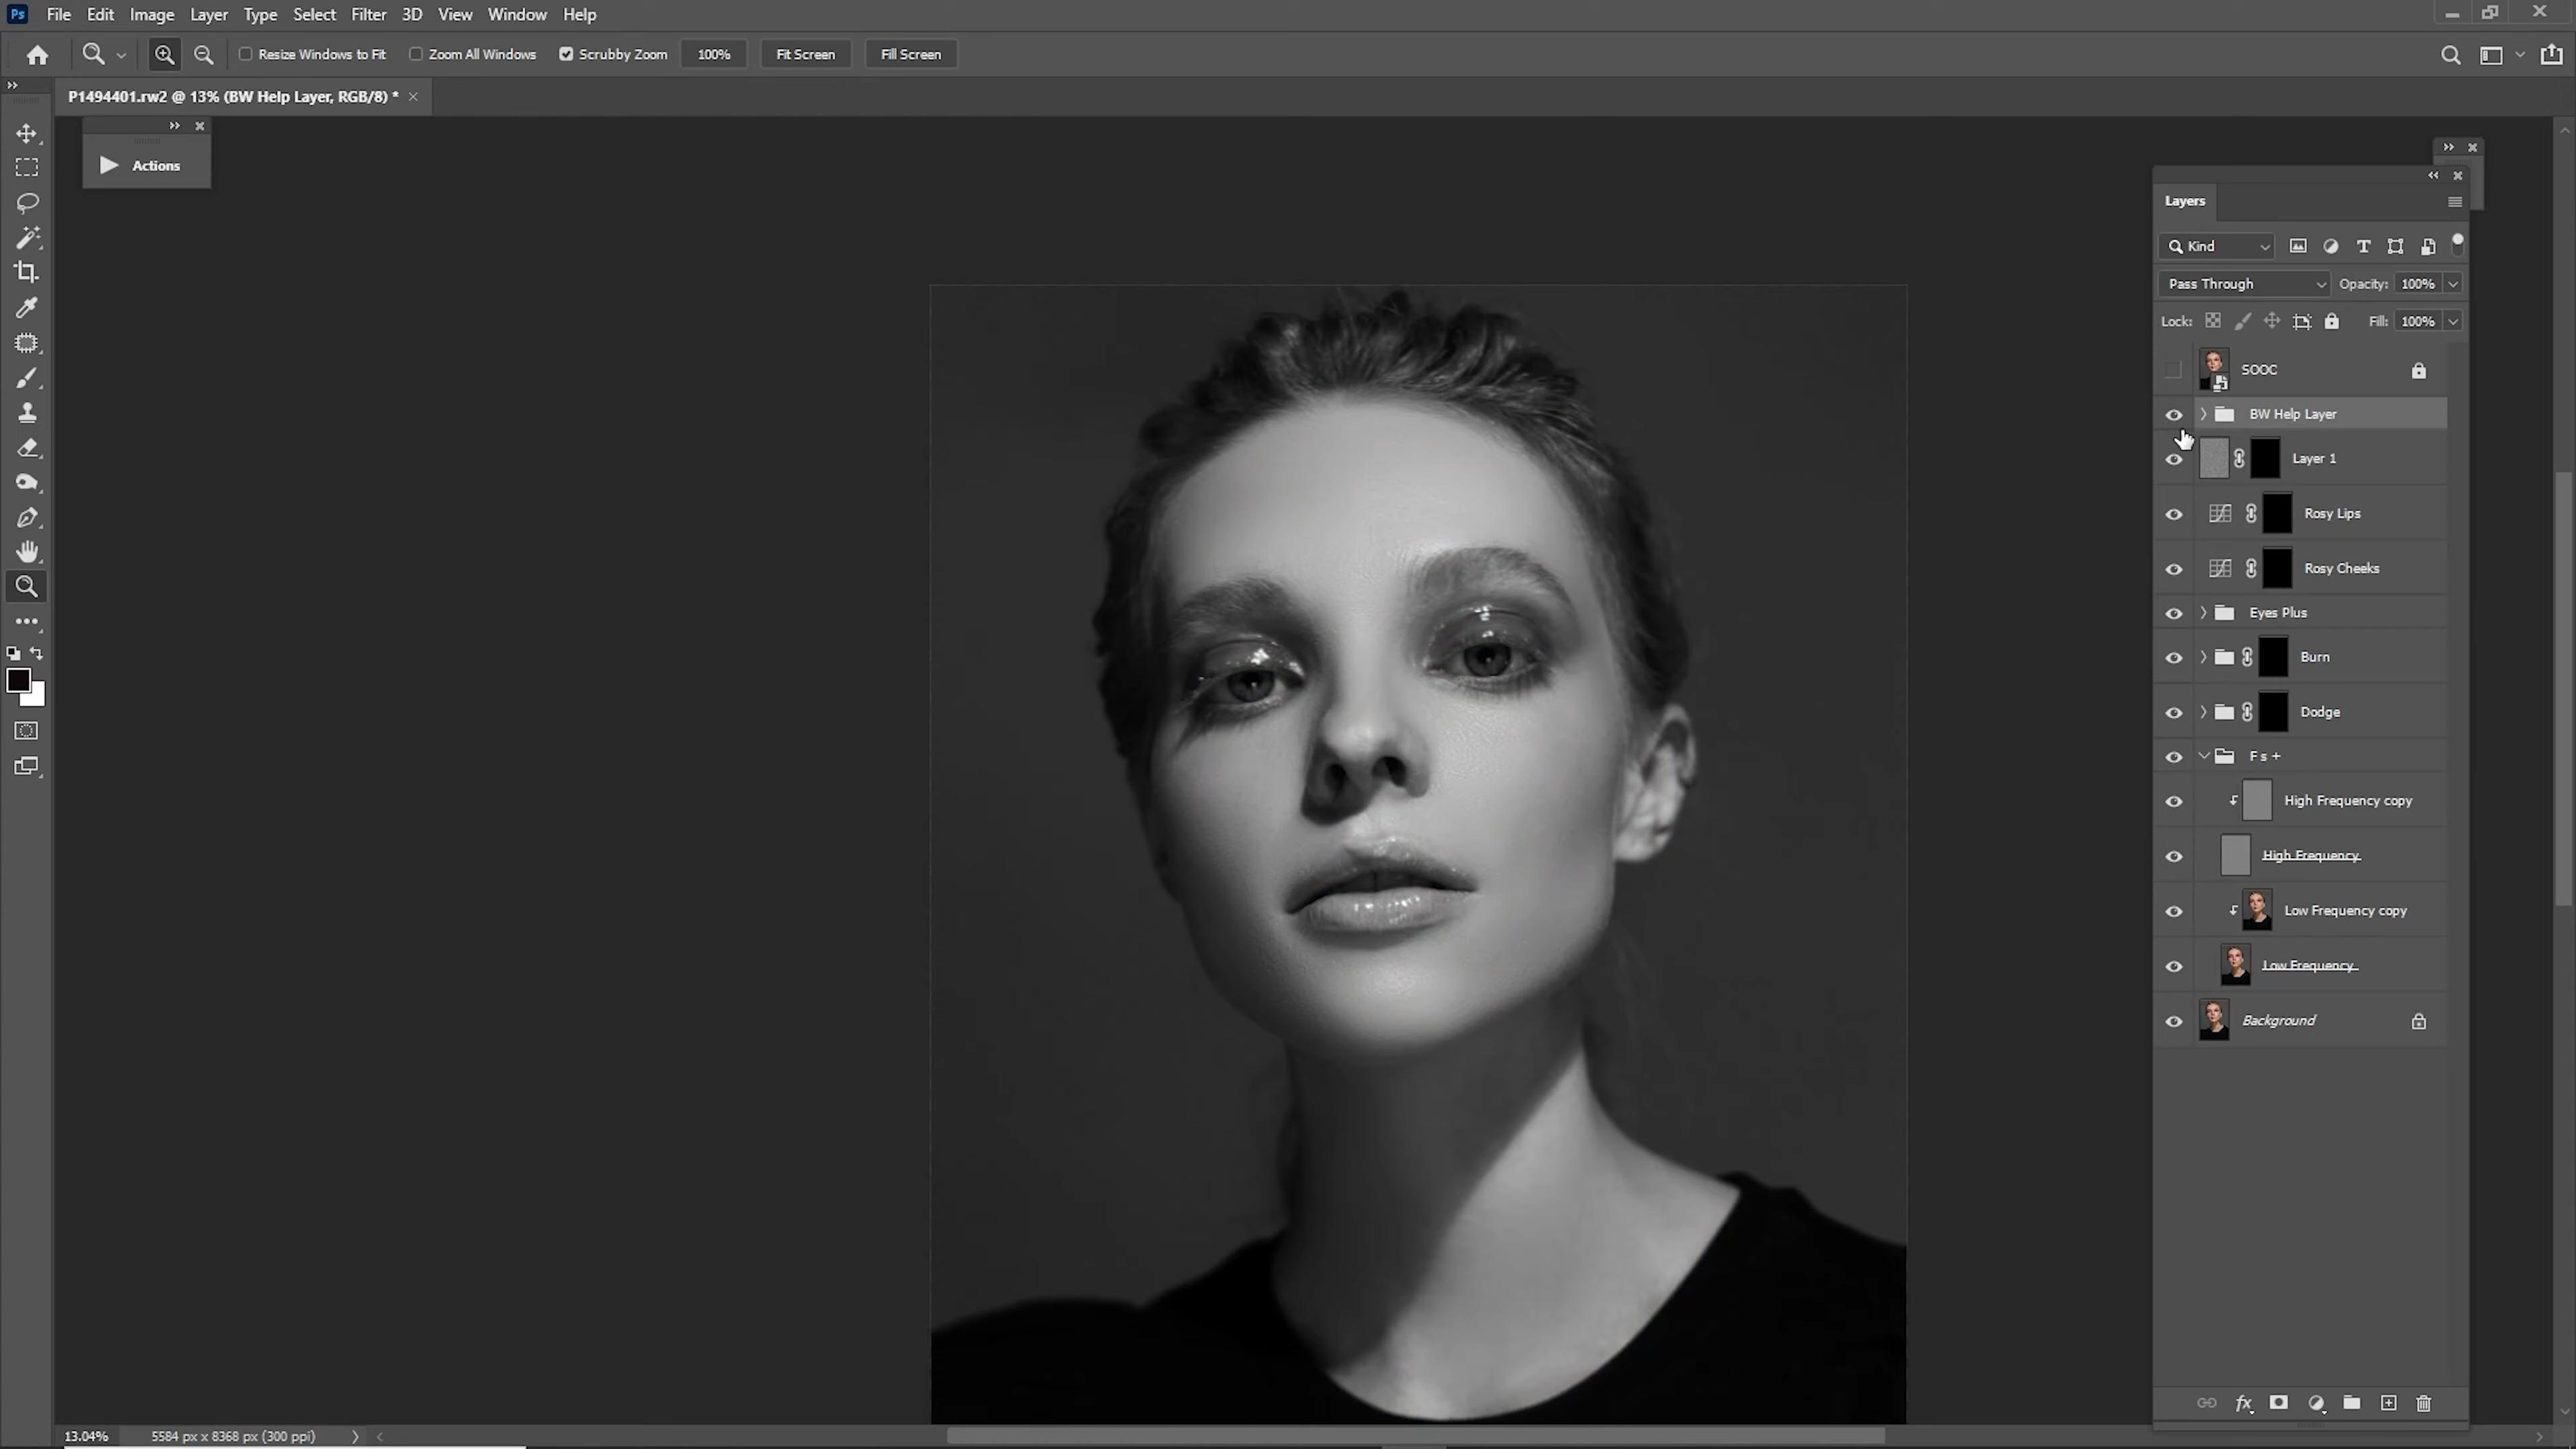 Ps File Edit Image Layer Type Select Filter 3D View Window Help
Resize Windows to Fit Zoom All Windows Scrubby Zoom 100% Fit Screen Fill Screen
P1494401.rw2 @ 13% (BW Help Layer, RGB/8) *
Actions
Layers
Kind
Pass Through Opacity: 100%
Lock: Fill: 100%
SOOC
BW Help Layer
Layer 1
Rosy Lips
Rosy Cheeks
Eyes Plus
Burn
Dodge
F s +
High Frequency copy
High Frequency
Low Frequency copy
Low Frequency
Background
fx
13.04% 5584 px x 8368 px (300 ppi)